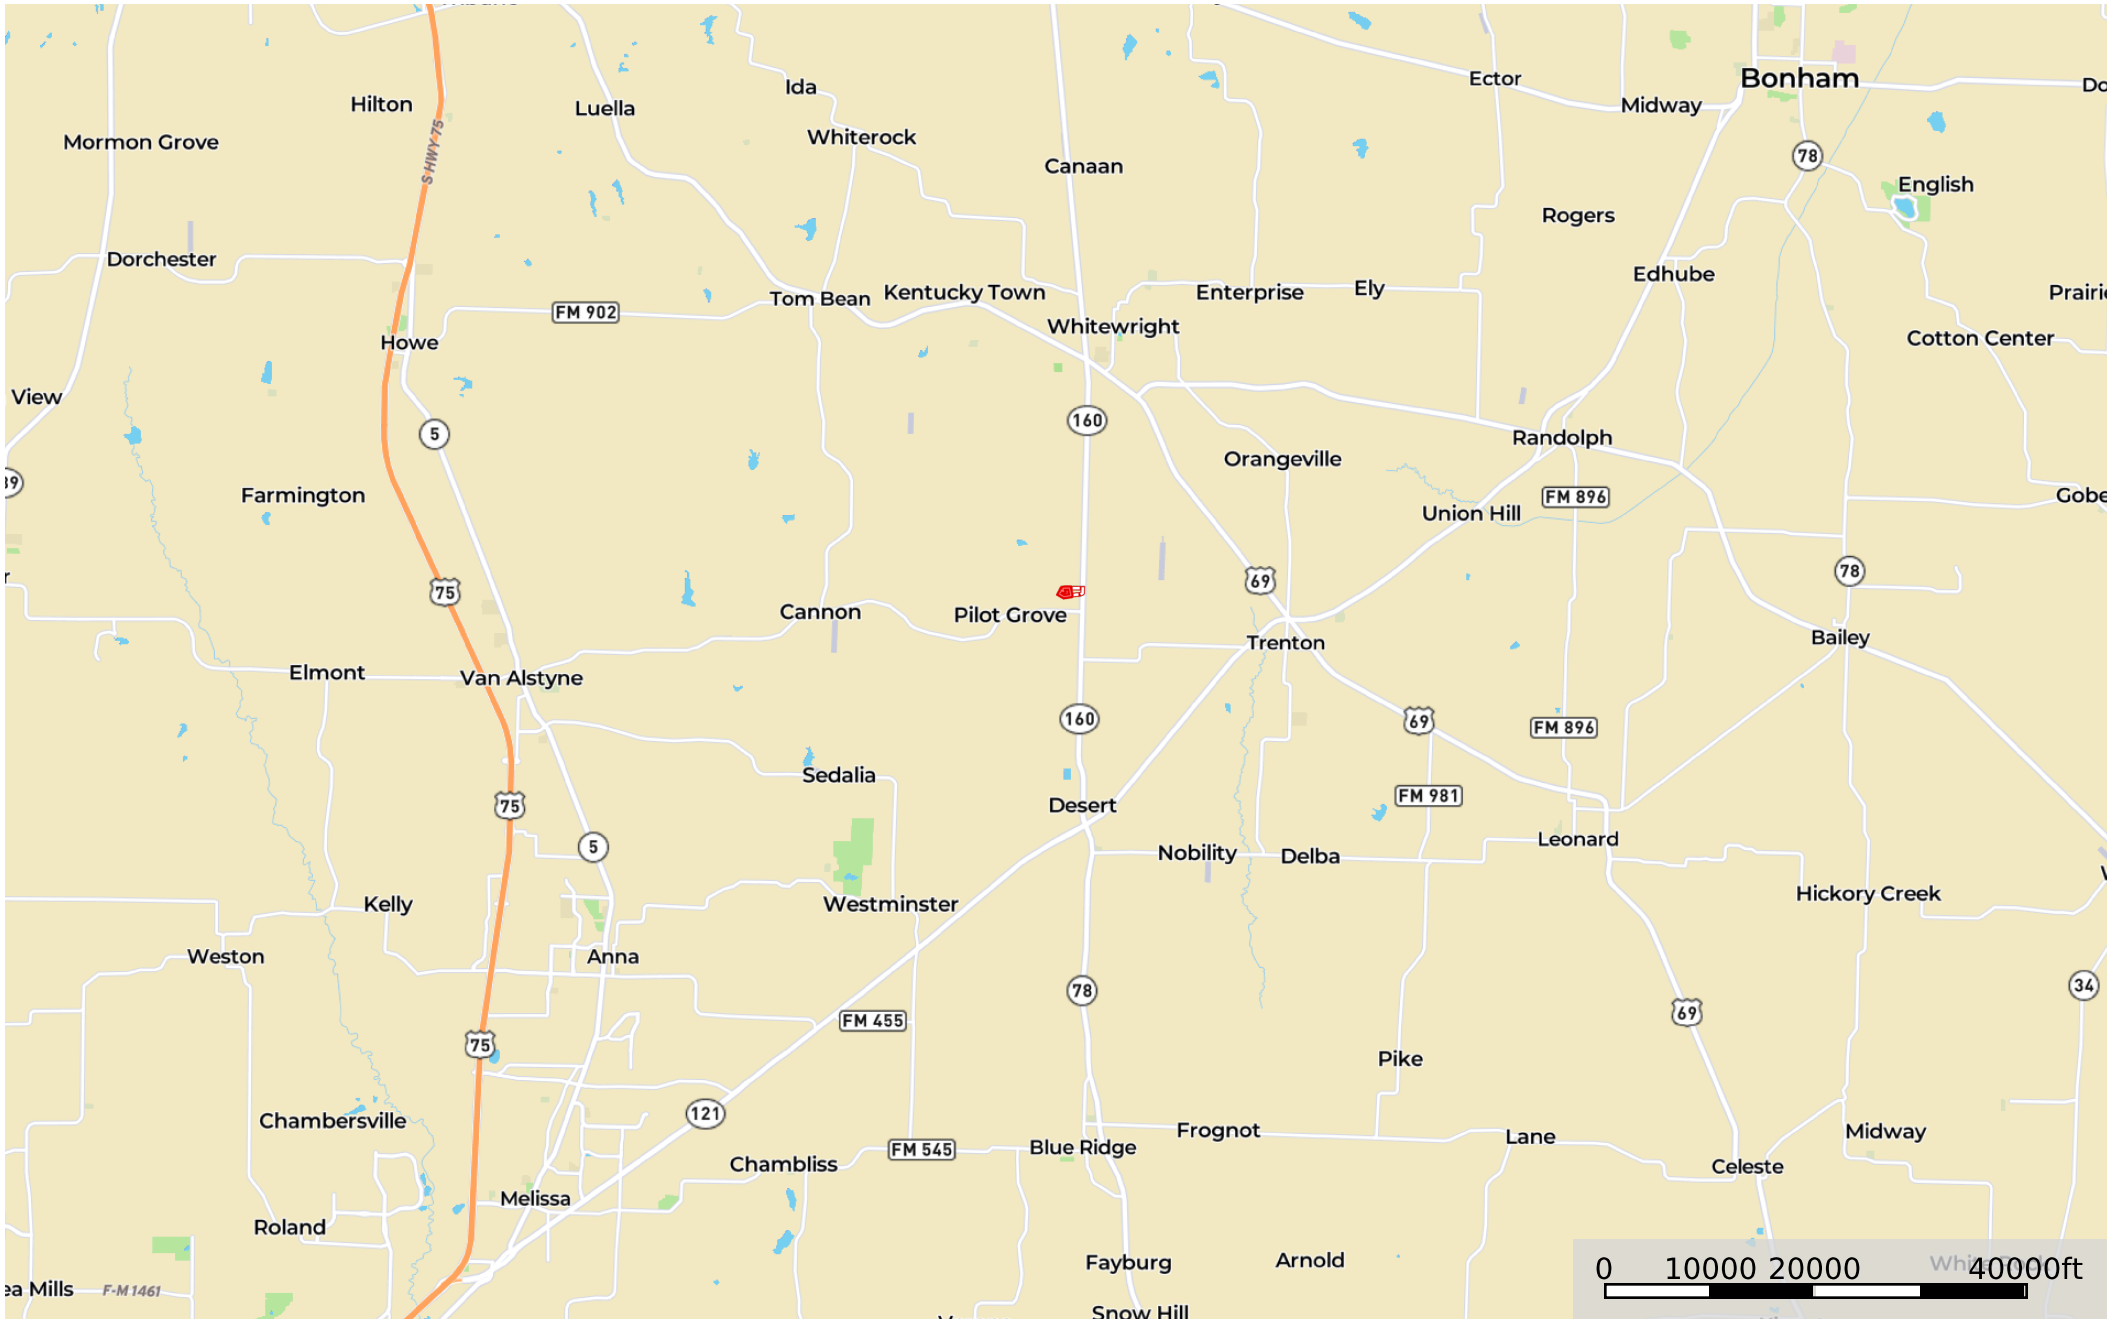 Hilton
Luella
Ida
Ector
Bonham
Midway
Mormon Grove
S HWY 75
Whiterock
Canaan
78
English
Rogers
Dorchester
Edhube
Tom Bean
Kentucky Town
Enterprise
Ely
FM 902
Whitewright
Howe
Cotton Center
View
5
160
Randolph
Orangeville
Farmington
FM 896
Union Hill
75
69
78
Cannon
Pilot Grove
Trenton
Bailey
Elmont
Van Alstyne
160
69
FM 896
Sedalia
75
Desert
FM 981
5
Nobility
Delba
Leonard
Kelly
Westminster
Hickory Creek
Weston
Anna
78
34
69
FM 455
75
Pike
121
Chambersville
Frognot
Lane
Midway
FM 545
Blue Ridge
Chambliss
Celeste
Melissa
Roland
Fayburg
Arnold
ea Mills
F-M 1461
0 10000 20000 40000ft
Snow Hill